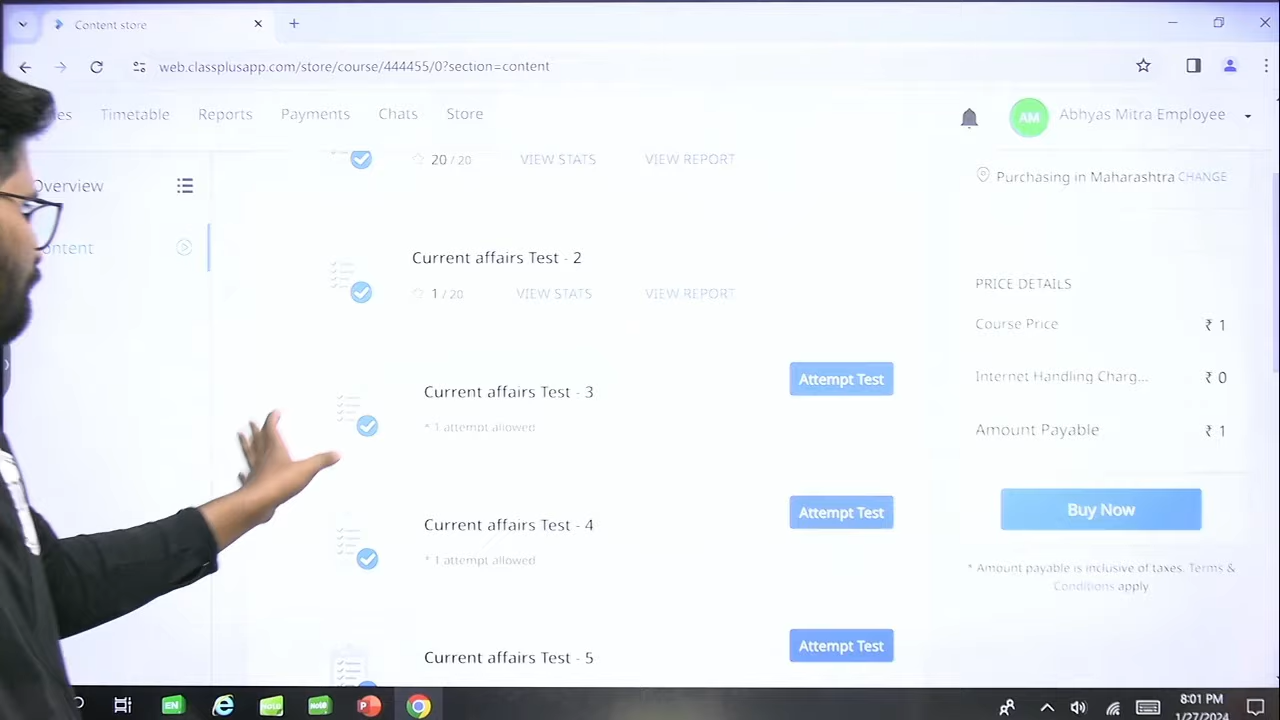 Content store
web.classplusapp.com/store/course/444455/0?section=content
Timetable Reports Payments Chats Store
AM Abhyas Mitra Employee
Overview
20 / 20 VIEW STATS VIEW REPORT
Purchasing in Maharashtra CHANGE
Current affairs Test - 2
1 / 20 VIEW STATS VIEW REPORT
PRICE DETAILS
Course Price ₹ 1
Current affairs Test - 3 Attempt Test
* 1 attempt allowed
Internet Handling Charg... ₹ 0
Amount Payable ₹ 1
Current affairs Test - 4 Attempt Test
* 1 attempt allowed
Buy Now
* Amount payable is inclusive of taxes. Terms &
Conditions apply
Current affairs Test - 5 Attempt Test
EN
8:01 PM
1/27/2024